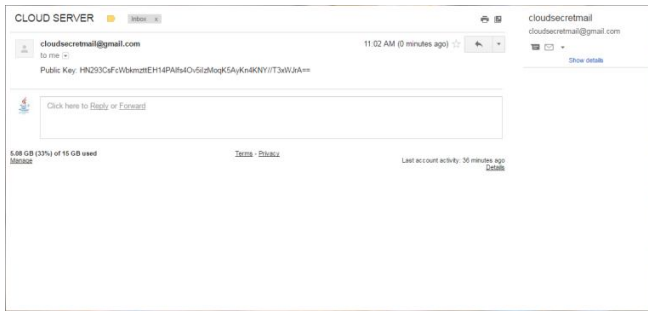 CLOUD SERVER
Inbox x
cloudsecretmail@gmail.com
11:02 AM (0 minutes ago)
to me
Public Key: HN293CsFcWbkmzttEH14PAlfs4Ov5iIzMoqK5AyKn4KNY//T3xWJrA==
Click here to Reply or Forward
5.08 GB (33%) of 15 GB used
Manage
Terms - Privacy
Last account activity: 36 minutes ago
Details
cloudsecretmail
cloudsecretmail@gmail.com
Show details